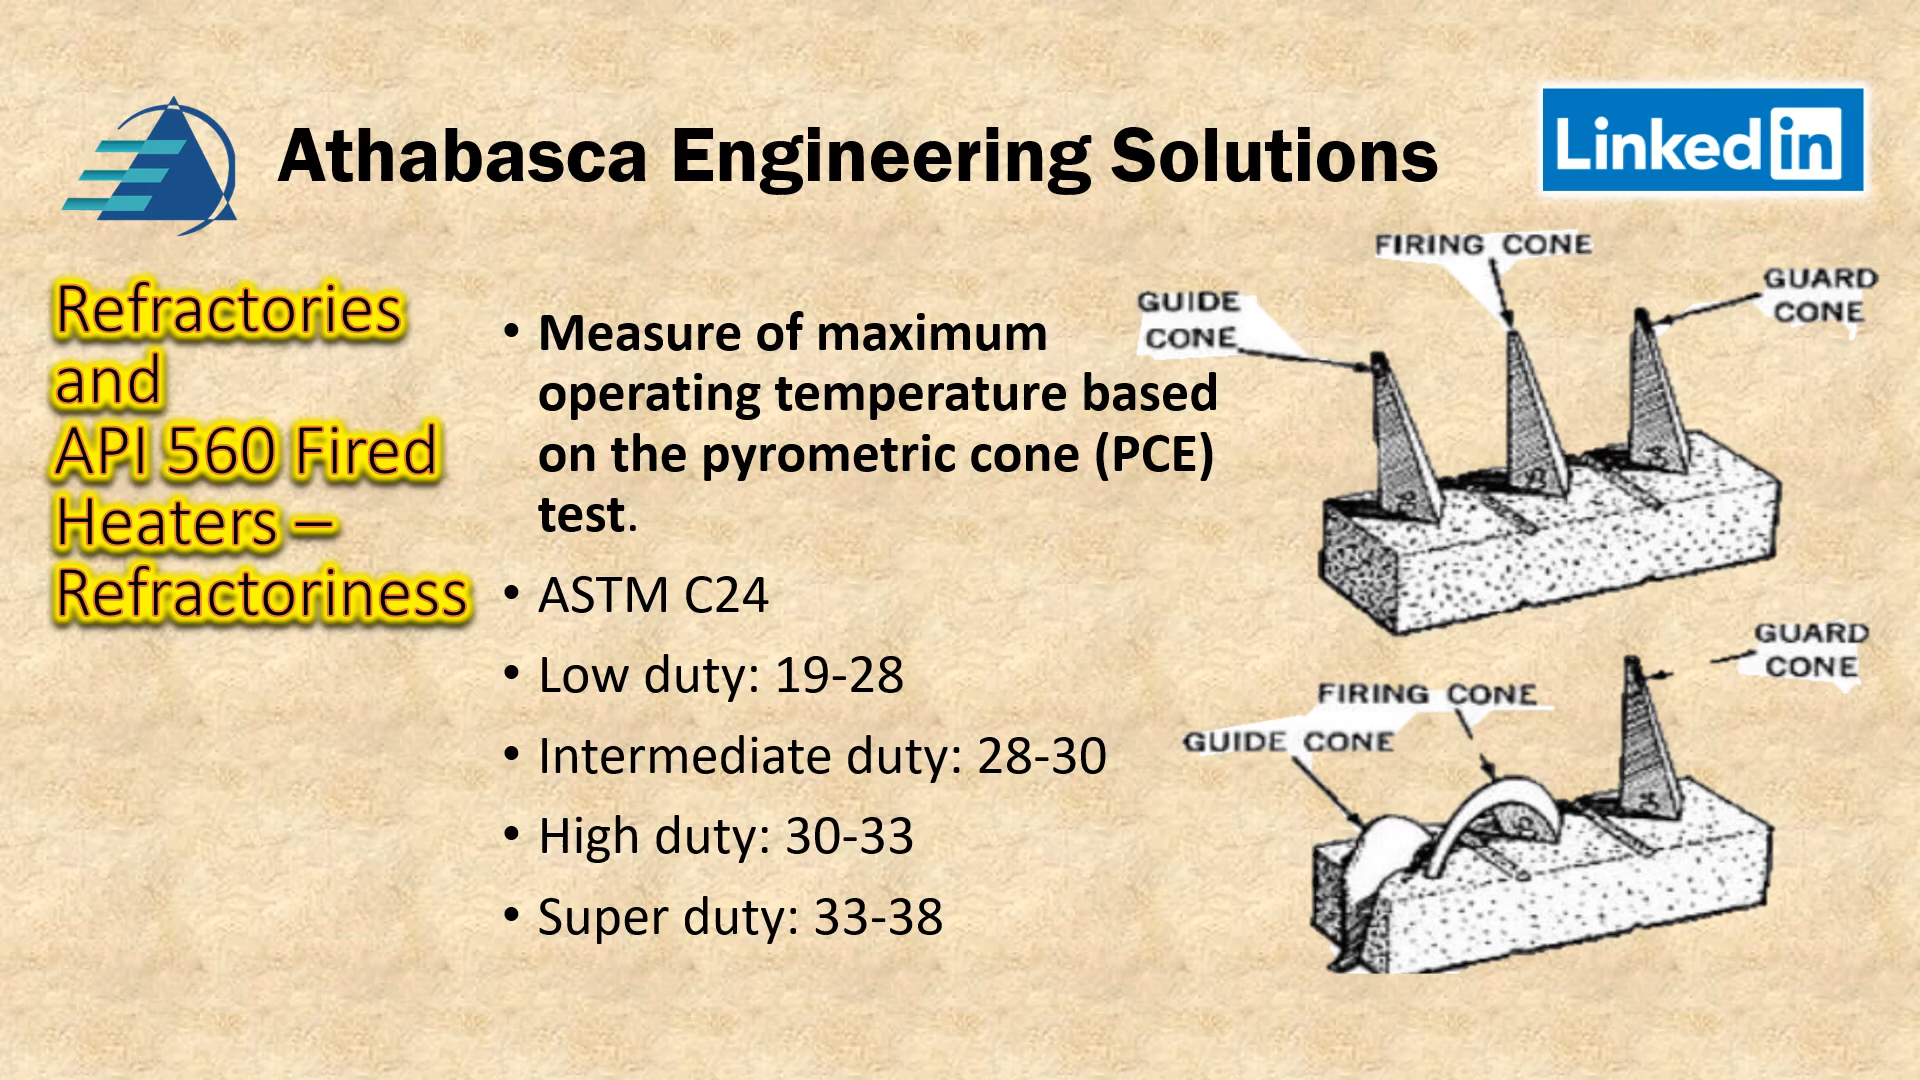 Athabasca Engineering Solutions
Linked in
Refractories
and
API 560 Fired
Heaters –
Refractoriness
• Measure of maximum
operating temperature based
on the pyrometric cone (PCE)
test.
• ASTM C24
• Low duty: 19-28
• Intermediate duty: 28-30
• High duty: 30-33
• Super duty: 33-38
FIRING CONE
GUIDE
CONE
GUARD
CONE
GUARD
CONE
FIRING CONE
GUIDE CONE